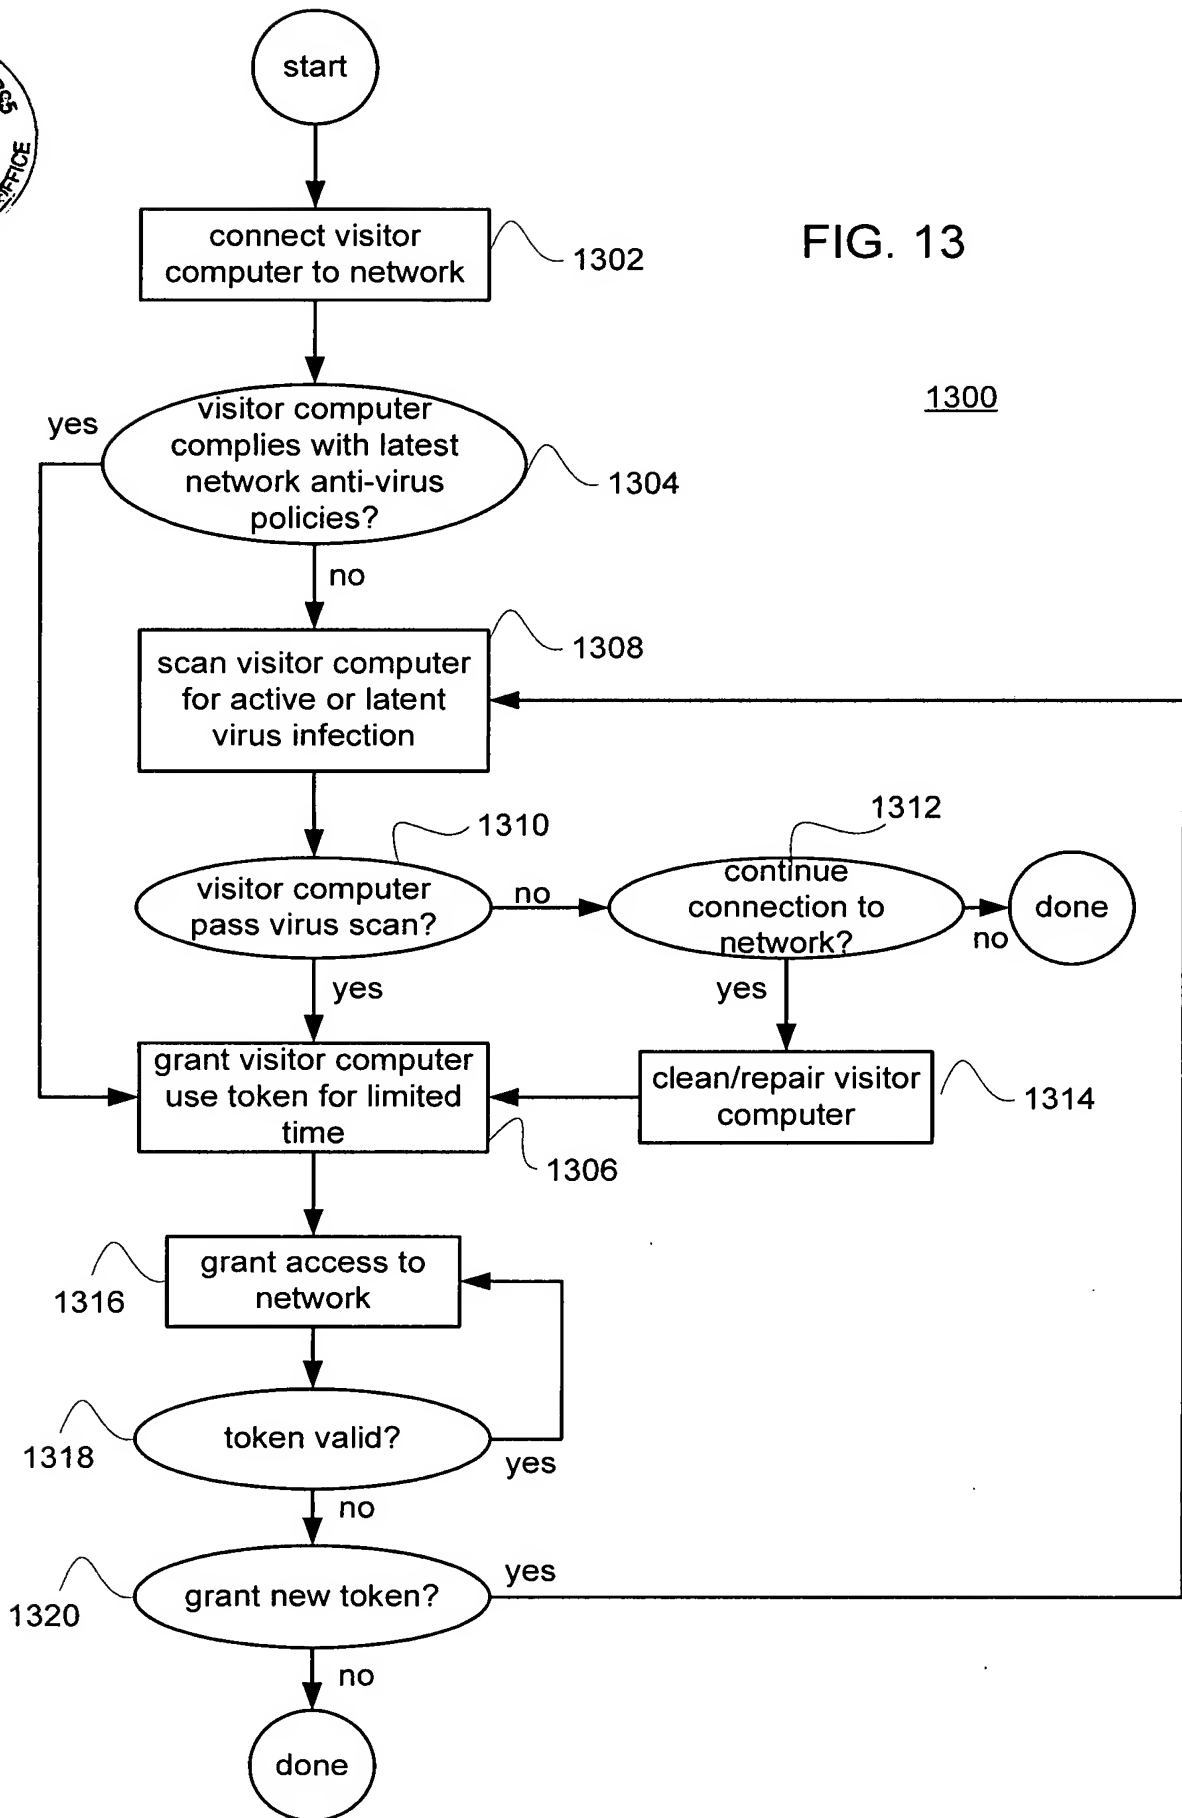 start
FIG. 13
connect visitor
computer to network
1302
1300
yes
visitor computer
complies with latest
network anti-virus
policies?
1304
no
scan visitor computer
for active or latent
virus infection
1308
1310
1312
visitor computer
pass virus scan?
no
continue
connection to
network?
no
done
yes
yes
grant visitor computer
use token for limited
time
1306
clean/repair visitor
computer
1314
grant access to
network
1316
token valid?
1318
yes
no
grant new token?
1320
yes
no
done